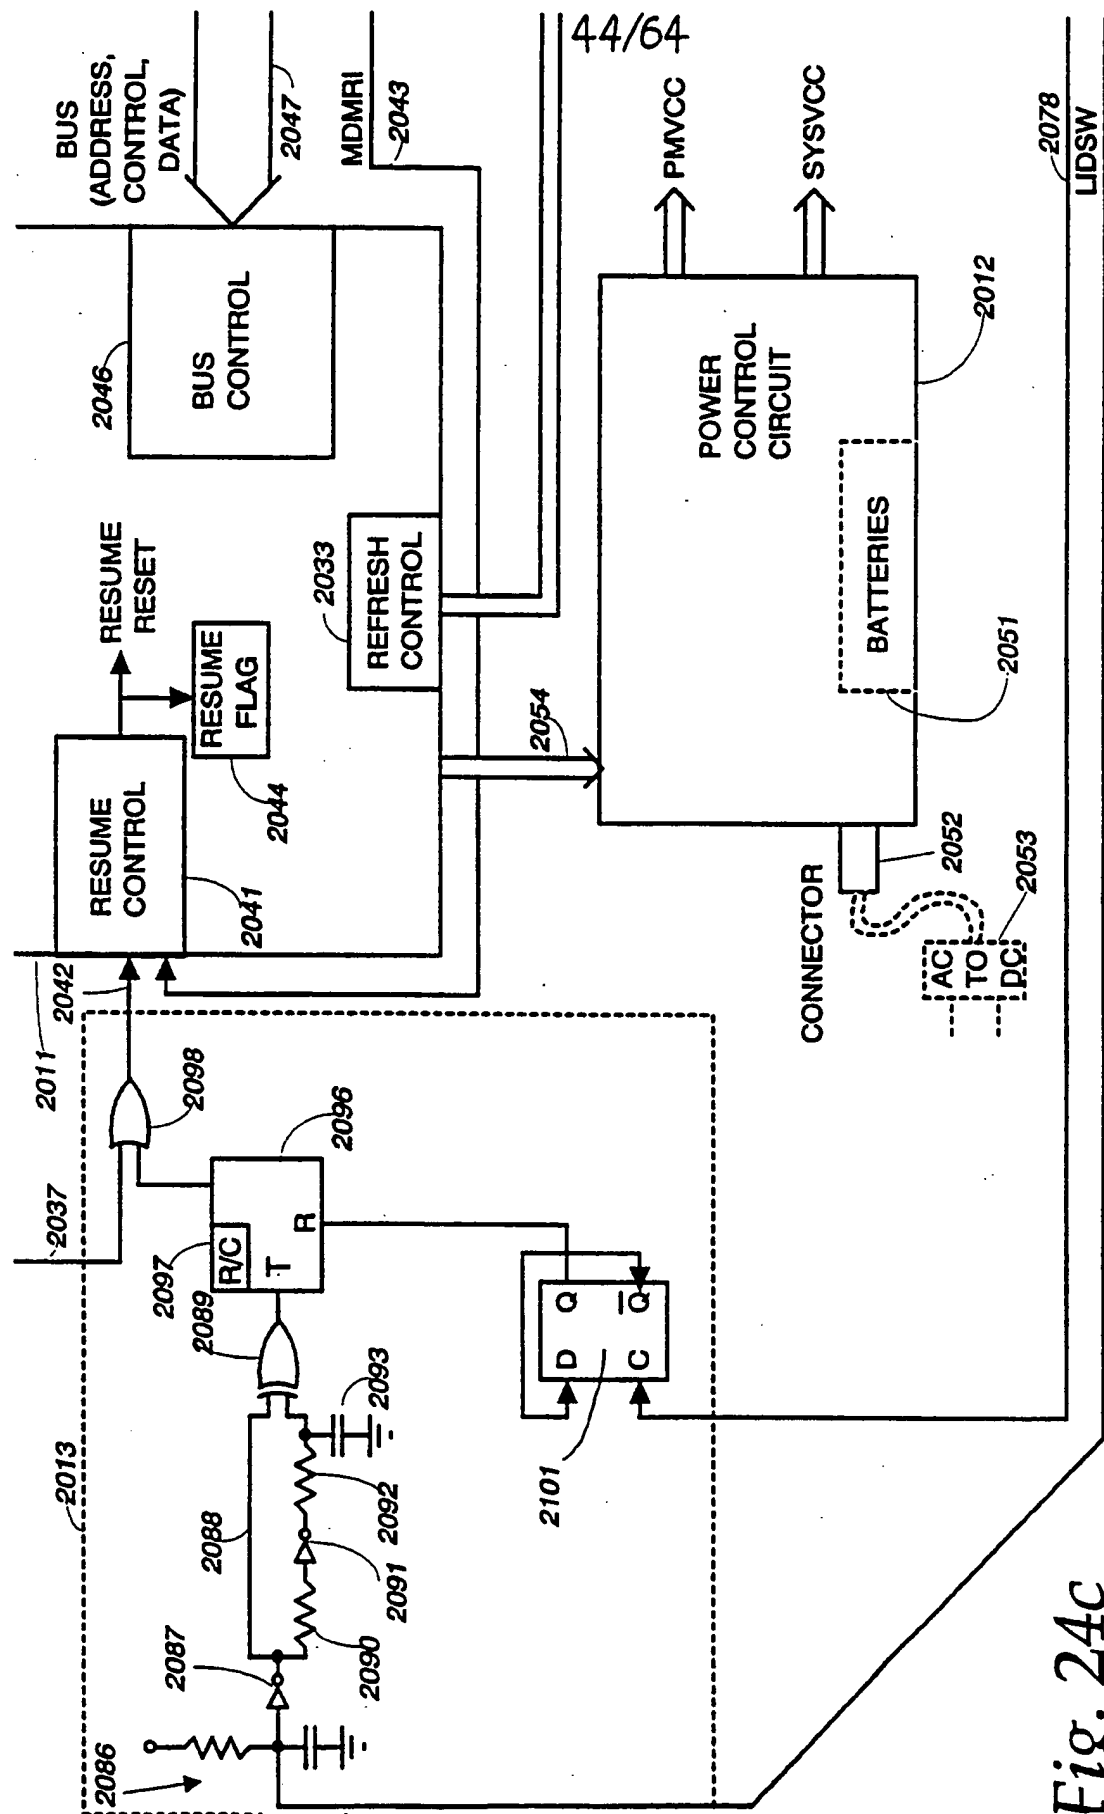 44/64
BUS
(ADDRESS,
CONTROL,
DATA)
2047
MDMRI
2043
2046
BUS
CONTROL
RESUME
RESET
RESUME
CONTROL
2041
RESUME
FLAG
2044
2033
REFRESH
CONTROL
2042
2011
2098
2037
2096
2097
R/C
T
R
2089
2054
PMVCC
SYSVCC
POWER
CONTROL
CIRCUIT
2012
BATTERIES
2051
CONNECTOR
2052
AC
TO
DC
2053
2013
2093
2092
2088
2091
2090
2087
2086
D Q
C Q
2101
2078
LIDSW
Fig. 24c